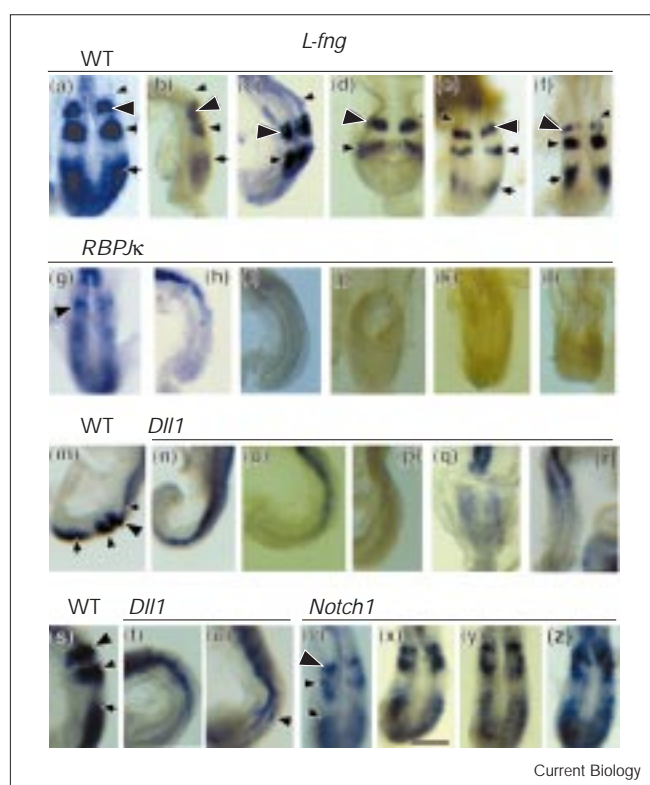 L-fng
WT
(a) (b) (c) (d) (e) (f)
RBPJκ
(g) (h) (i) (j) (k) (l)
WT Dll1
(m) (n) (o) (p) (q) (r)
WT Dll1 Notch1
(s) (t) (u) (x) (y) (z)
Current Biology